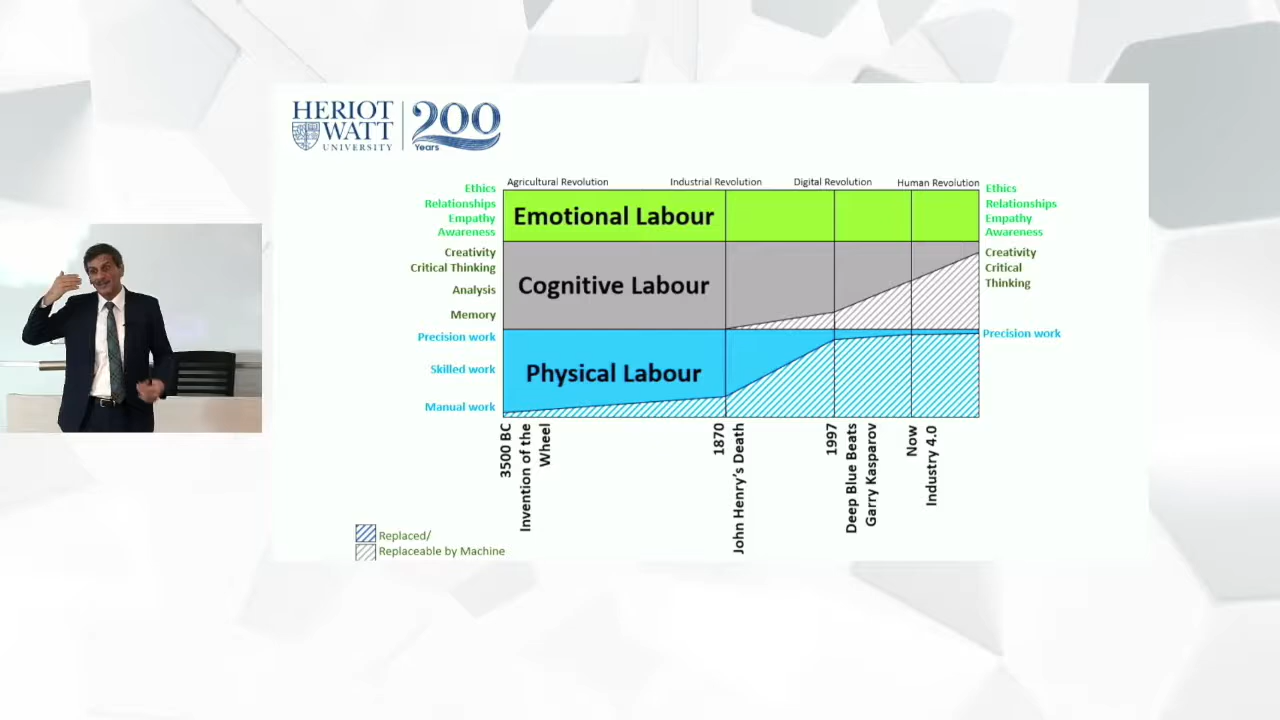 HERIOT
WATT
UNIVERSITY
200
Years
Agricultural Revolution
Industrial Revolution
Digital Revolution
Human Revolution
Ethics
Relationships
Empathy
Awareness
Creativity
Critical Thinking
Analysis
Memory
Precision work
Skilled work
Manual work
Emotional Labour
Cognitive Labour
Physical Labour
Ethics
Relationships
Empathy
Awareness
Creativity
Critical
Thinking
Precision work
3500 BC
Invention of the
Wheel
1870
John Henry's Death
1997
Deep Blue Beats
Garry Kasparov
Now
Industry 4.0
Replaced/
Replaceable by Machine